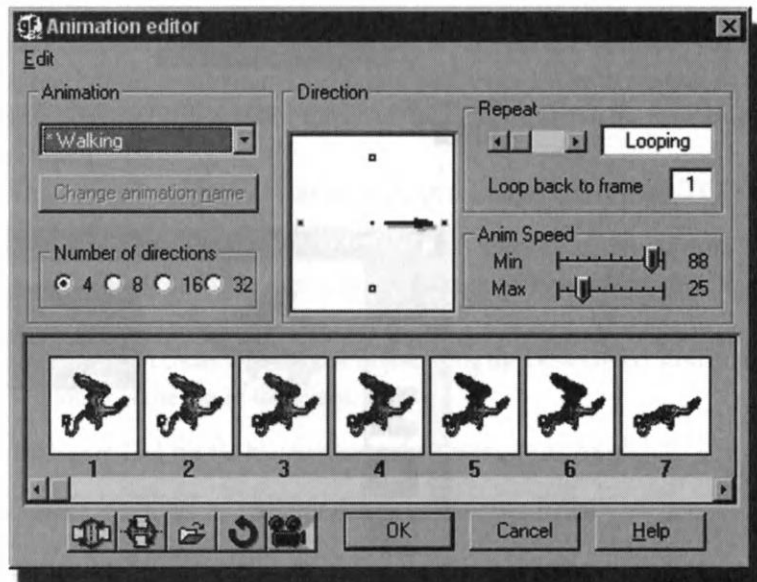 Animation editor
Edit
Animation
* Walking
Change animation name
Number of directions
4 8 16 32
Direction
Repeat
Looping
Loop back to frame 1
Anim Speed
Min 88
Max 25
1 2 3 4 5 6 7
OK Cancel Help